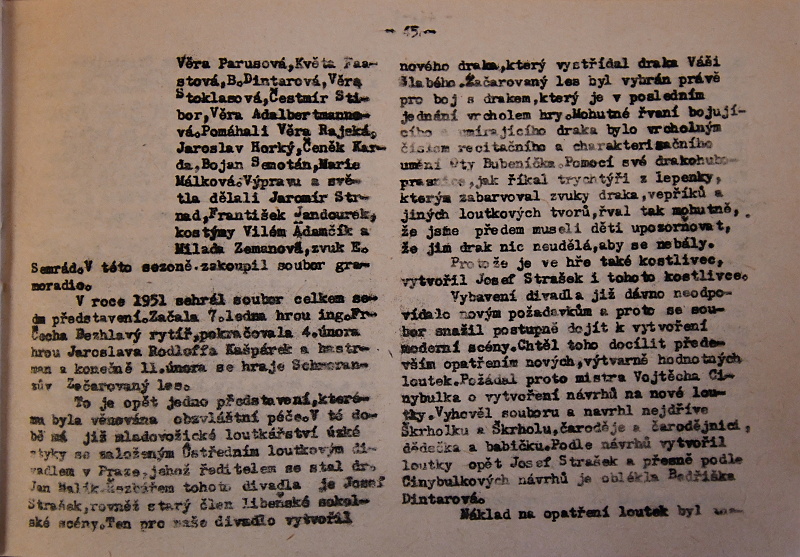 - 15 -
Věra Parusová,Květa Faa-
stová,B.Dintarová,Věra
Stoklasová,Čestmír Sti-
bor,Věra Adalbertmanno-
vá.Pomáhali Věra Rajská,
Jaroslav Horký,Čeněk Kar-
da,Bojan Smotán,Marie
Málková.Výpravu a svě-
tla dělali Jaromír Str-
nad,František Jandourek,
kostýmy Vilém Adamčík a
Milada Zemanová,zvuk E.
Semrád.V této sezoně zakoupil soubor gra-
moradio.
V roce 1951 sehrál soubor celkem se-
dm představení.Začala 7.ledna hrou ing.Fr.
Čecha Bezhlavý rytíř,pokračovala 4.února
hrou Jaroslava Rodloffa Kašpárek a hastr-
man a konečně 11.února se hraje Schmoran-
zův Začarovaný les.
To je opět jedno představení,které-
mu byla věnována obzvláštní péče.V té do-
bě má již mladovožické loutkářství úzké
styky se založeným Ústředním loutkovým di-
vadlem v Praze,jehož ředitelem se stal dr.
Jan Malík.Řezbářem tohoto divadla je Josef
Strašek,rovněž starý člen libeňské sokol-
ské scény.Ten pro naše divadlo vytvořil
nového draka,který vystřídal draka Váši
Slabého.Začarovaný les byl vybrán právě
pro boj s drakem,který je v posledním
jednání vrcholem hry.Mohutné řvaní bojují-
cího a umírajícího draka bylo vrcholným
číslem recitačního a charakterisačního
umění Oty Bubeníčka.Pomocí své drakohubo-
,jak říkal trychtýři z lepenky,
kterým zabarvoval zvuky draka,vepříků a
jiných loutkových tvorů,řval tak mohutně,
že jsme předem museli děti upozorňovat,
že jim drak nic neudělá,aby se nebály.
Protože je ve hře také kostlivec,
vytvořil Josef Strašek i tohoto kostlivce.
Vybavení divadla již dávno neodpo-
vídalo novým požadavkům a proto se sou-
bor snažil postupně dojít k vytvoření
moderní scény.Chtěl toho docílit přede-
vším opatřením nových,výtvarně hodnotných
loutek.Požádal proto mistra Vojtěcha Ci-
nybulka o vytvoření návrhů na nové lou-
tky.Vyhověl souboru a navrhl nejdříve
Škrholku a Škrholu,čaroděje a čarodějnici,
dědečka a babičku.Podle návrhů vytvořil
loutky opět Josef Strašek a přesně podle
Cinybulkových návrhů je oblékla Bedřiška
Dintarová.
Náklad na opatření loutek byl